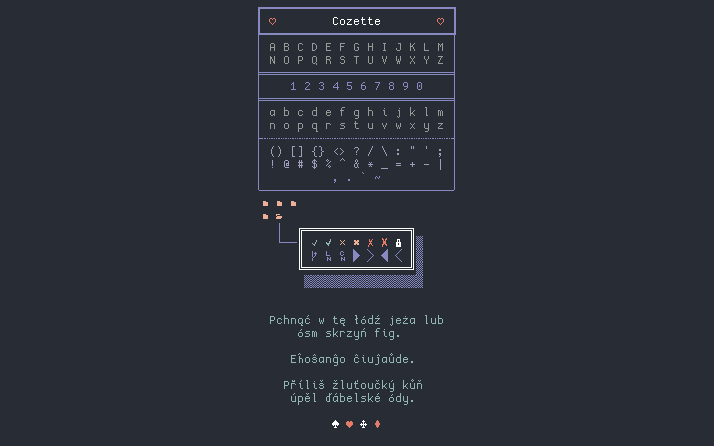 ♡ Cozette ♡
A B C D E F G H I J K L M
N O P Q R S T U V W X Y Z
1 2 3 4 5 6 7 8 9 0
a b c d e f g h i j k l m
n o p q r s t u v w x y z
() [] {} <> ? / \ : " ' ;
! @ # $ % ^ & * _ = + - |
, . ` ~
Pchnąć w tę łódź jeża lub
ósm skrzyń fig.
Eĥoŝanĝo ĉiuĵaŭde.
Příliš žluťoučký kůň
úpěl ďábelské ódy.
♠ ♥ ♣ ♦